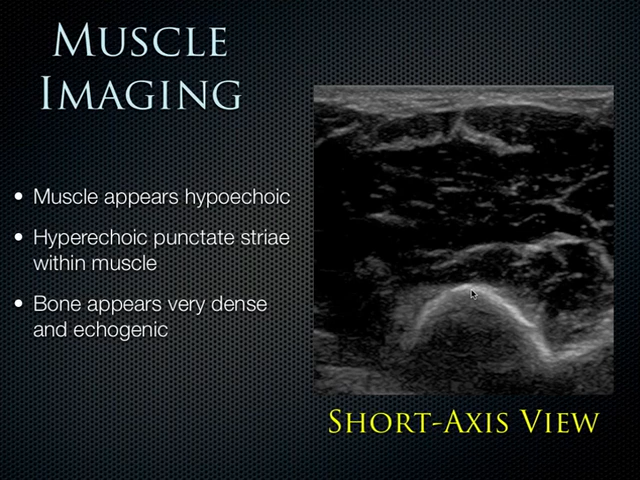 MUSCLE
IMAGING
• Muscle appears hypoechoic
• Hyperechoic punctate striae
within muscle
• Bone appears very dense
and echogenic
SHORT-AXIS VIEW